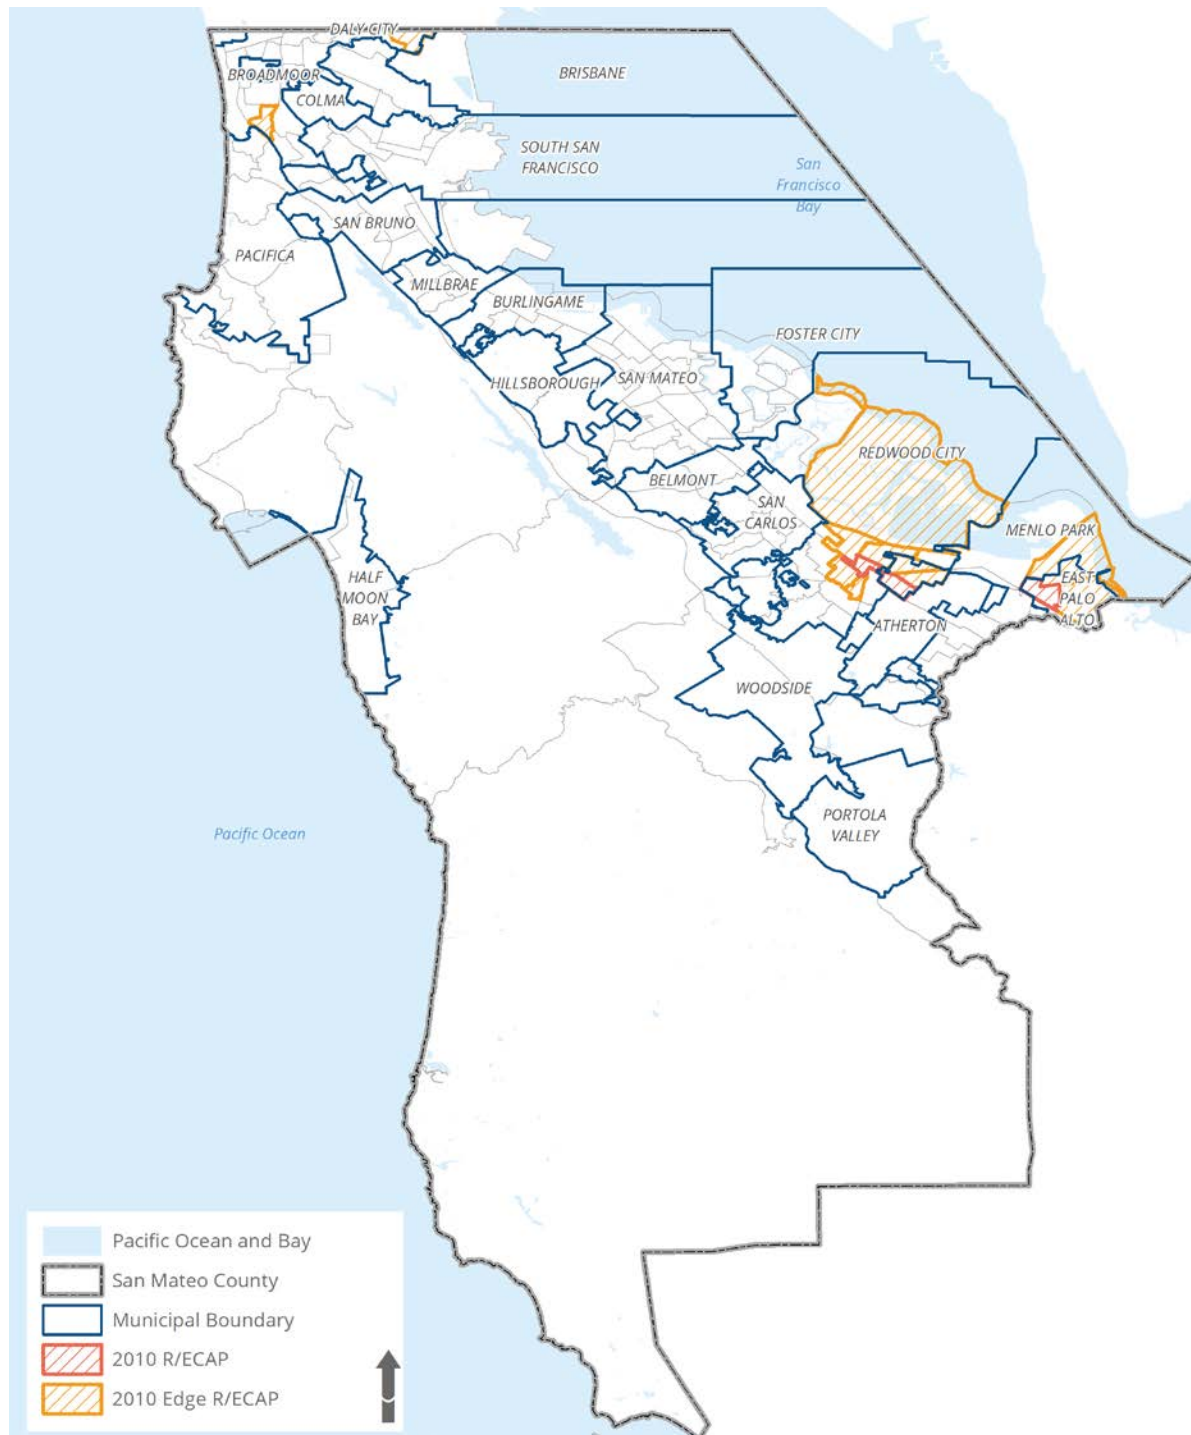 DALY CITY
BROADMOOR
BRISBANE
COLMA
SOUTH SAN
FRANCISCO
San
Francisco
Bay
SAN BRUNO
PACIFICA
MILLBRAE
BURLINGAME
FOSTER CITY
HILLSBOROUGH
SAN MATEO
REDWOOD CITY
BELMONT
SAN
CARLOS
MENLO PARK
HALF
MOON
BAY
EAST
PALO
ALTO
ATHERTON
WOODSIDE
PORTOLA
VALLEY
Pacific Ocean
Pacific Ocean and Bay
San Mateo County
Municipal Boundary
2010 R/ECAP
2010 Edge R/ECAP